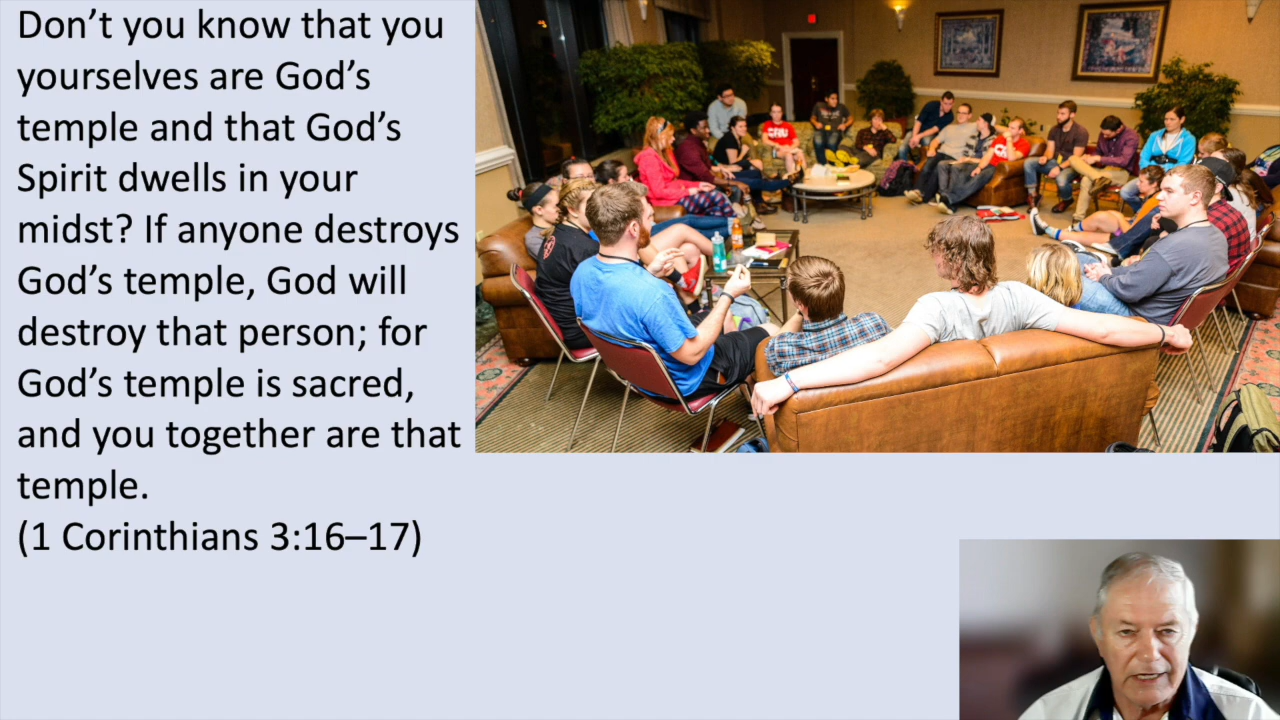 Don’t you know that you
yourselves are God’s
temple and that God’s
Spirit dwells in your
midst? If anyone destroys
God’s temple, God will
destroy that person; for
God’s temple is sacred,
and you together are that
temple.
(1 Corinthians 3:16–17)
CRU